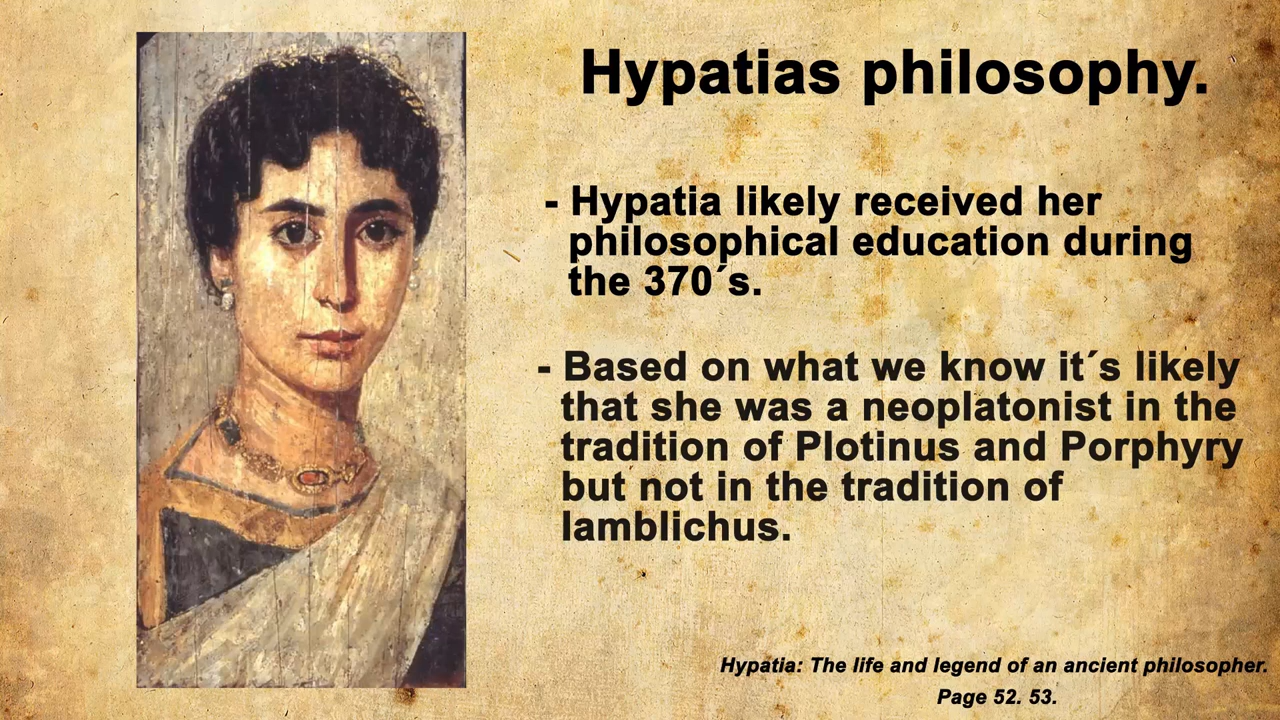 Hypatias philosophy.
- Hypatia likely received her
philosophical education during
the 370´s.
- Based on what we know it´s likely
that she was a neoplatonist in the
tradition of Plotinus and Porphyry
but not in the tradition of
Iamblichus.
Hypatia: The life and legend of an ancient philosopher.
Page 52. 53.